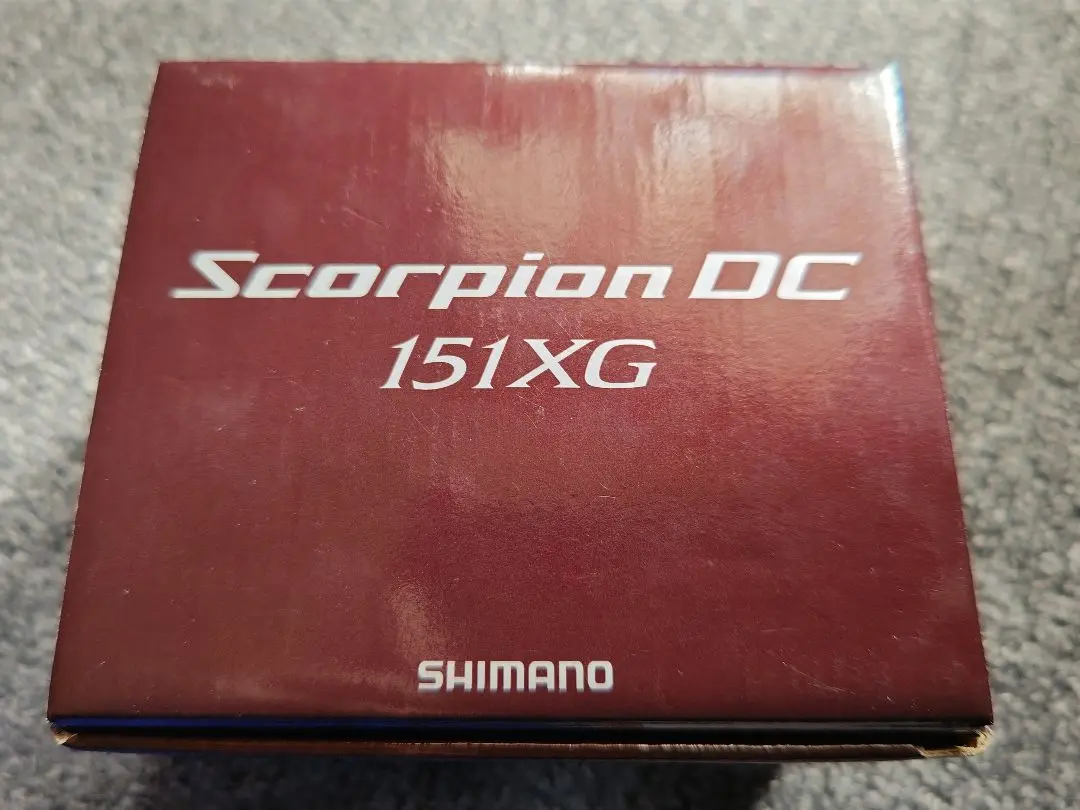 Scorpion DC
151XG
SHIMANO